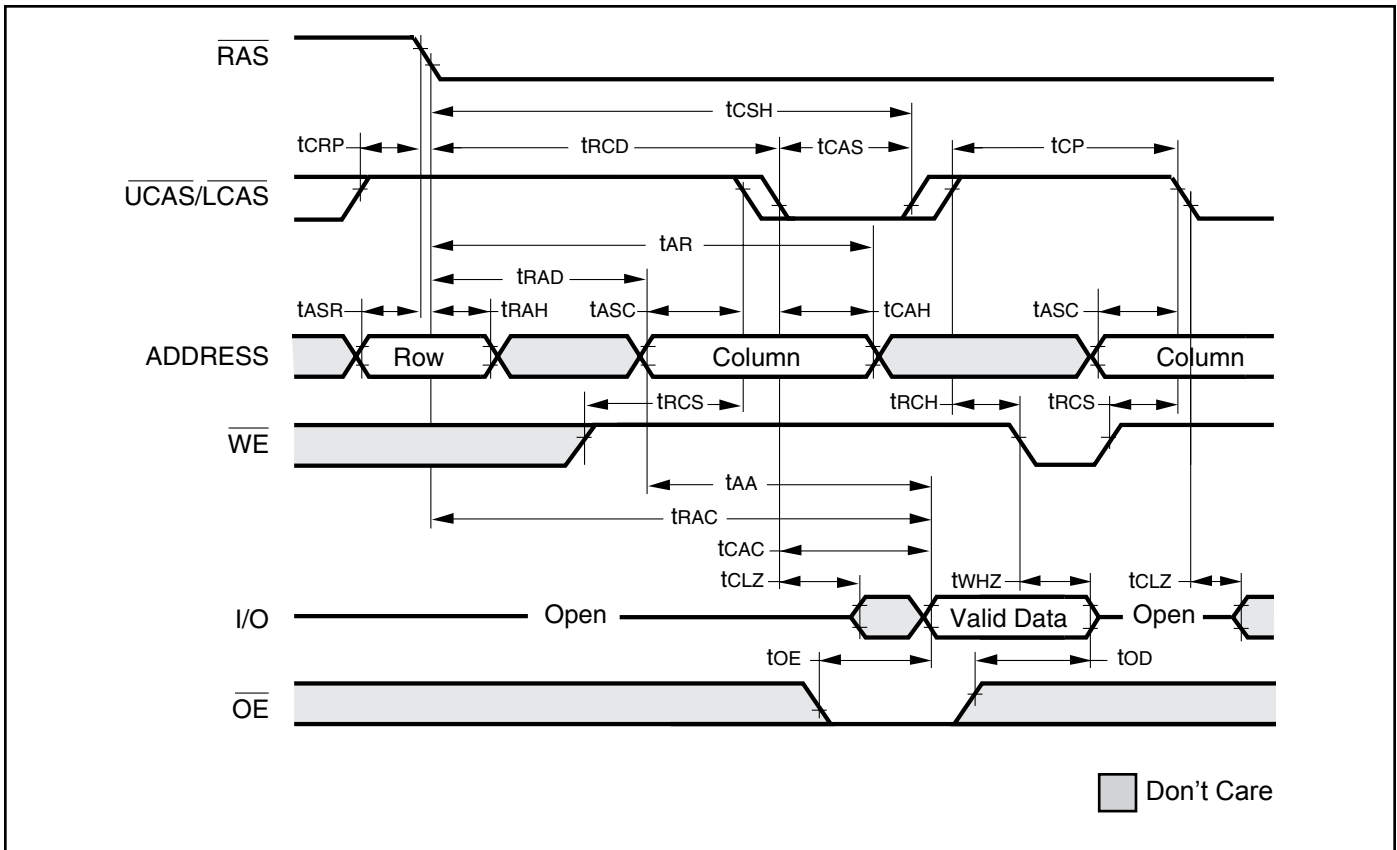 RAS
tCSH
tCRP
tRCD
tCAS
tCP
UCAS/LCAS
tAR
tRAD
tASR
tRAH
tASC
tCAH
tASC
ADDRESS
Row
Column
Column
tRCS
tRCH
tRCS
WE
tAA
tRAC
tCAC
tCLZ
tWHZ
tCLZ
I/O
Open
Valid Data
Open
tOE
tOD
OE
Don't Care